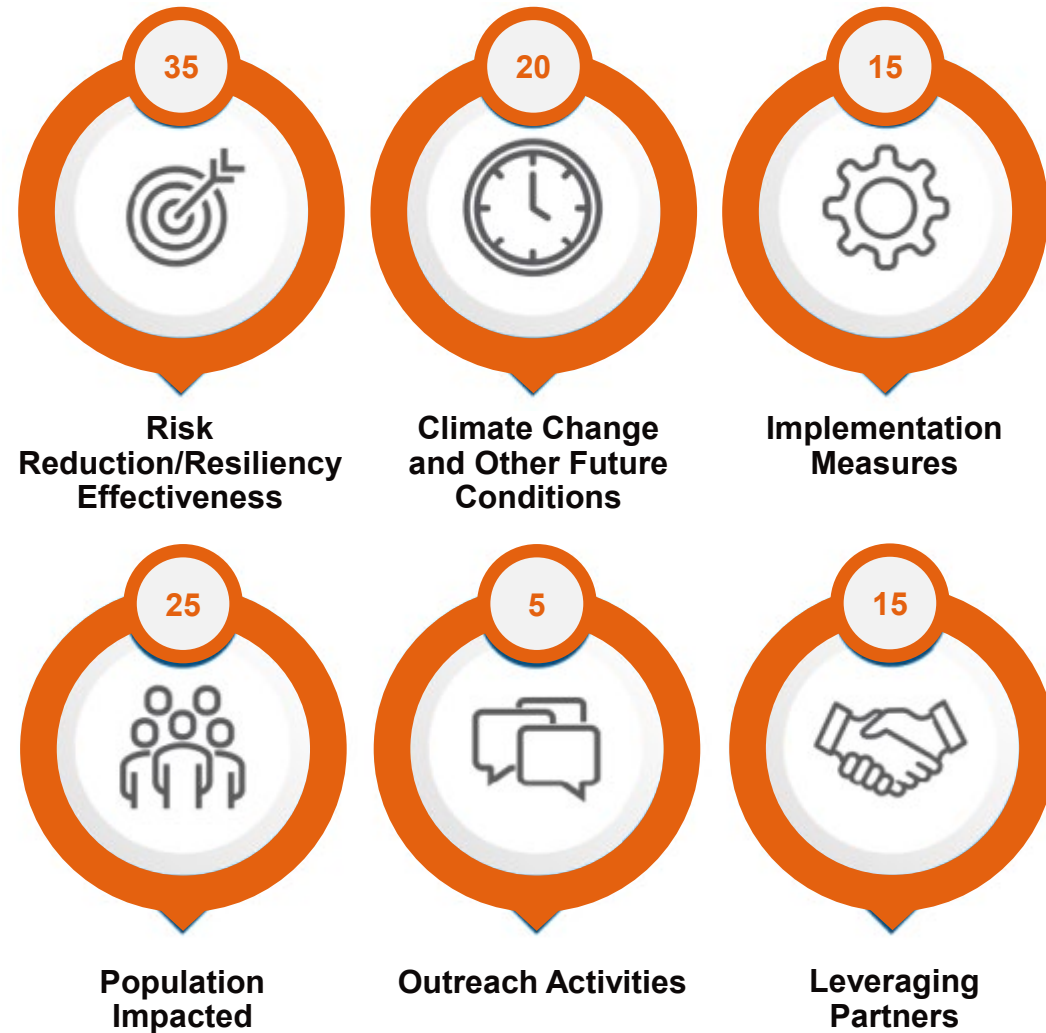 35
20
15
Risk
Reduction/Resiliency
Effectiveness
Climate Change
and Other Future
Conditions
Implementation
Measures
25
5
15
Population
Impacted
Outreach Activities
Leveraging
Partners